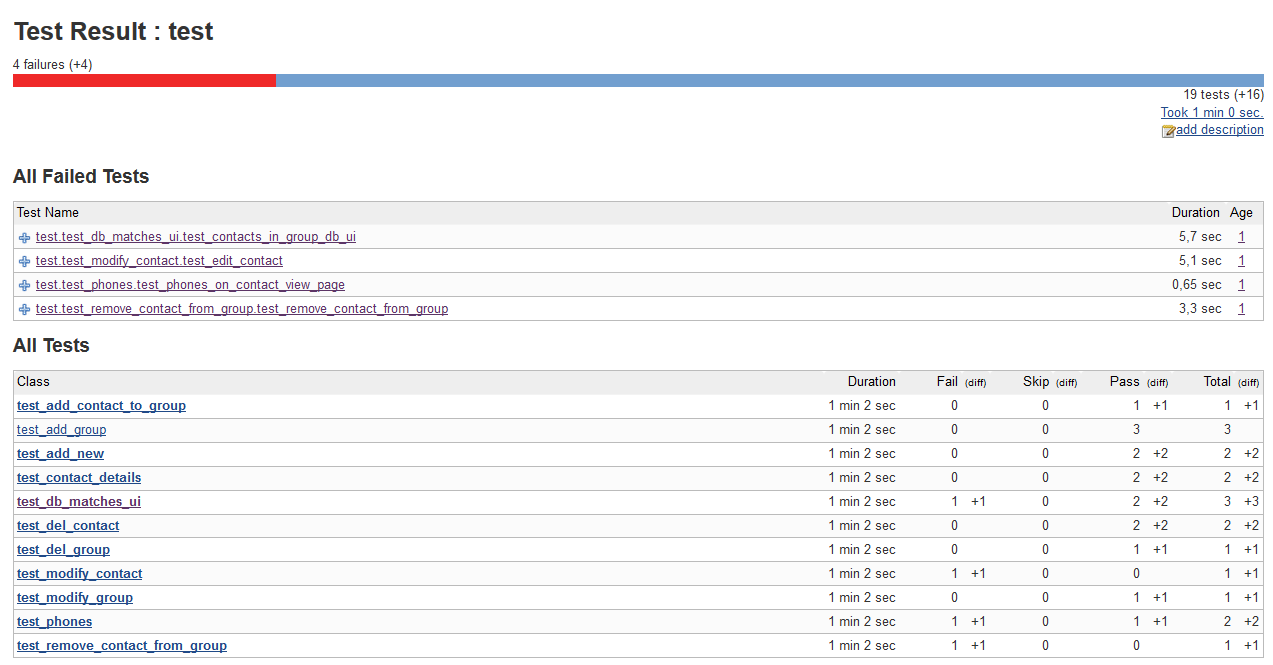 Test Result : test
4 failures (+4)
19 tests (+16)
Took 1 min 0 sec.
add description
All Failed Tests
Test Name Duration Age
test.test_db_matches_ui.test_contacts_in_group_db_ui 5,7 sec 1
test.test_modify_contact.test_edit_contact 5,1 sec 1
test.test_phones.test_phones_on_contact_view_page 0,65 sec 1
test.test_remove_contact_from_group.test_remove_contact_from_group 3,3 sec 1
All Tests
Class Duration Fail (diff) Skip (diff) Pass (diff) Total (diff)
test_add_contact_to_group 1 min 2 sec 0 0 1 +1 1 +1
test_add_group 1 min 2 sec 0 0 3 3
test_add_new 1 min 2 sec 0 0 2 +2 2 +2
test_contact_details 1 min 2 sec 0 0 2 +2 2 +2
test_db_matches_ui 1 min 2 sec 1 +1 0 2 +2 3 +3
test_del_contact 1 min 2 sec 0 0 2 +2 2 +2
test_del_group 1 min 2 sec 0 0 1 +1 1 +1
test_modify_contact 1 min 2 sec 1 +1 0 0 1 +1
test_modify_group 1 min 2 sec 0 0 1 +1 1 +1
test_phones 1 min 2 sec 1 +1 0 1 +1 2 +2
test_remove_contact_from_group 1 min 2 sec 1 +1 0 0 1 +1